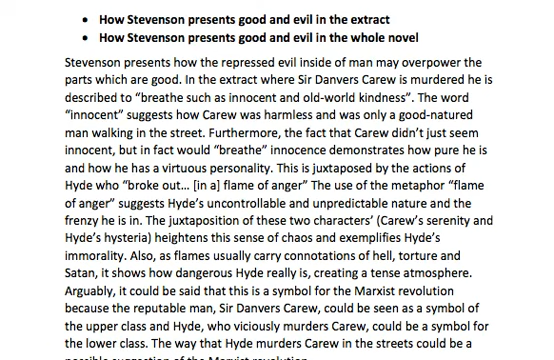 • How Stevenson presents good and evil in the extract
• How Stevenson presents good and evil in the whole novel
Stevenson presents how the repressed evil inside of man may overpower the
parts which are good. In the extract where Sir Danvers Carew is murdered he is
described to “breathe such as innocent and old-world kindness”. The word
“innocent” suggests how Carew was harmless and was only a good-natured
man walking in the street. Furthermore, the fact that Carew didn’t just seem
innocent, but in fact would “breathe” innocence demonstrates how pure he is
and how he has a virtuous personality. This is juxtaposed by the actions of
Hyde who “broke out… [in a] flame of anger” The use of the metaphor “flame
of anger” suggests Hyde’s uncontrollable and unpredictable nature and the
frenzy he is in. The juxtaposition of these two characters’ (Carew’s serenity and
Hyde’s hysteria) heightens this sense of chaos and exemplifies Hyde’s
immorality. Also, as flames usually carry connotations of hell, torture and
Satan, it shows how dangerous Hyde really is, creating a tense atmosphere.
Arguably, it could be said that this is a symbol for the Marxist revolution
because the reputable man, Sir Danvers Carew, could be seen as a symbol of
the upper class and Hyde, who viciously murders Carew, could be a symbol for
the lower class. The way that Hyde murders Carew in the streets could be a
possible suggestion of the Marxist revolution